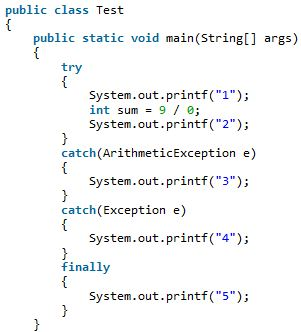 public class Test
{
    public static void main(String[] args)
    {
        try
        {
            System.out.printf("1");
            int sum = 9 / 0;
            System.out.printf("2");
        }
        catch(ArithmeticException e)
        {
            System.out.printf("3");
        }
        catch(Exception e)
        {
            System.out.printf("4");
        }
        finally
        {
            System.out.printf("5");
        }
    }